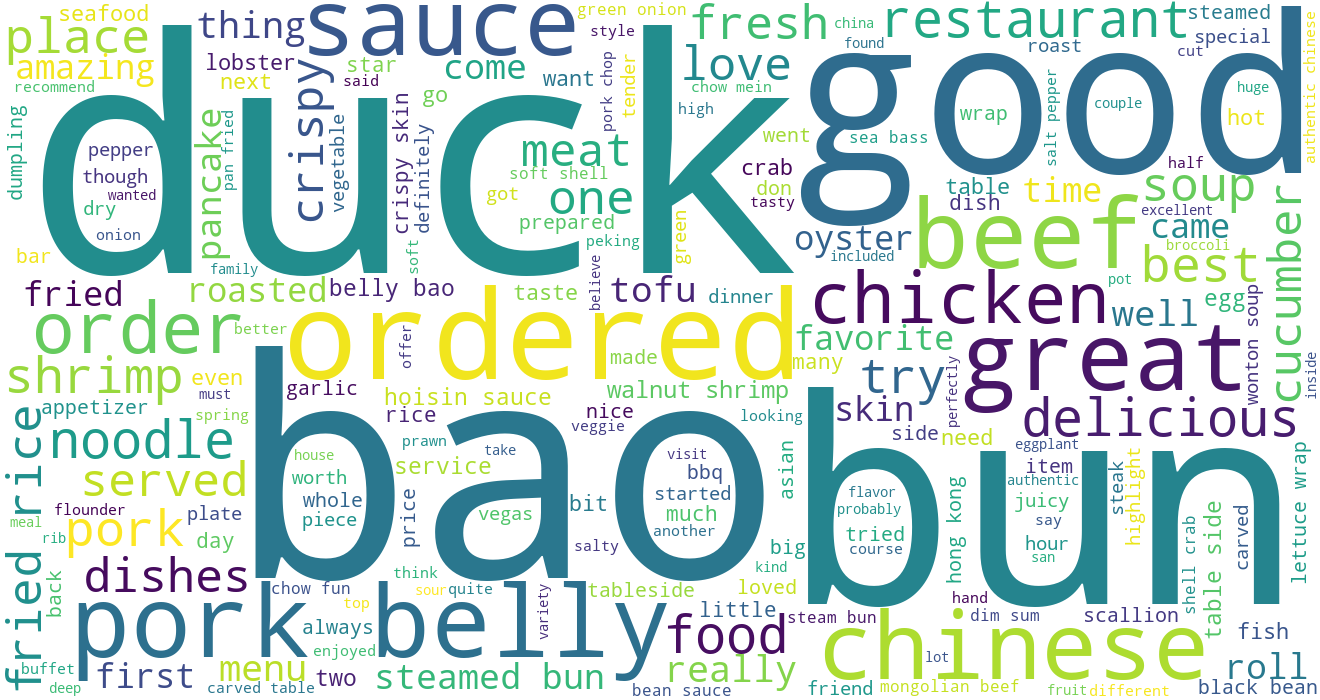 duck
good
bao
bun
ordered
sauce
restaurant
fresh
love
place
amazing
seafood
recommend
thing
lobster
next
star
said
come
go
want
green onion
style
pork chop
tender
high
chow mein
china
found
roast
steamed
special
cut
huge
hot
authentic chinese
couple
wrap
salt pepper
sea bass
went
crab
don
tasty
half
crispy
crispy skin
vegetable
definitely
pan fried
pancake
dumpling
pepper
though
wanted
dry
onion
bar
family
soft
meat
soft shell
one
got
prepared
peking
green
oyster
included
beef
table
dish
time
soup
excellent
came
broccoli
best
pot
cucumber
egg
wonton soup
inside
fried
roasted
belly bao
taste
believe
tofu
dinner
chicken
well
great
favorite
many
order
better
offer
made
shrimp
even
must
garlic
hoisin sauce
walnut shrimp
try
perfectly
delicious
appetizer
spring
rice
nice
veggie
looking
skin
side
need
eggplant
noodle
prawn
take
house
worth
whole
piece
service
price
vegas
bit
bbq
started
much
another
visit
asian
flavor
probably
tried
course
hong kong
item
authentic
juicy
say
hour
san
steak
highlight
lettuce wrap
fried rice
served
flounder
meal
rib
pork
plate
day
salty
big
kind
shell crab
table side
carved
dishes
back
chow fun
think
sour
quite
tableside
loved
hand
pork belly
top
variety
always
enjoyed
little
steam bun
dim sum
scallion
food
chinese
fish
buffet
deep
first
menu
carved table
two
steamed bun
really
bean sauce
friend
lot
mongolian beef
fruit
different
roll
black bean